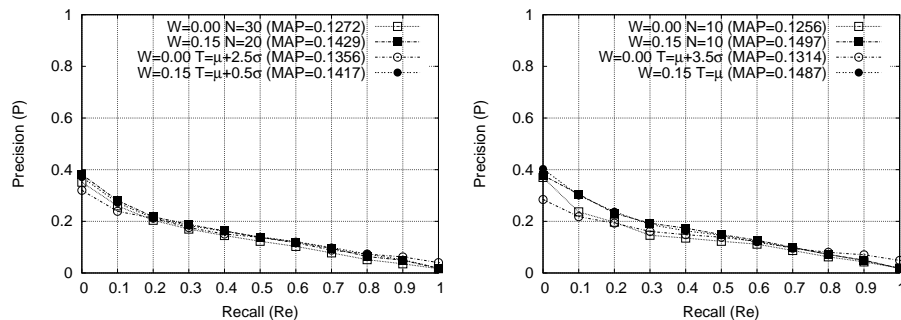 1
0.8
0.6
0.4
0.2
0
Precision (P)
W=0.00 N=30 (MAP=0.1272)
W=0.15 N=20 (MAP=0.1429)
W=0.00 T=μ+2.5σ (MAP=0.1356)
W=0.15 T=μ+0.5σ (MAP=0.1417)
0 0.1 0.2 0.3 0.4 0.5 0.6 0.7 0.8 0.9 1
Recall (Re)
1
0.8
0.6
0.4
0.2
0
Precision (P)
W=0.00 N=10 (MAP=0.1256)
W=0.15 N=10 (MAP=0.1497)
W=0.00 T=μ+3.5σ (MAP=0.1314)
W=0.15 T=μ (MAP=0.1487)
0 0.1 0.2 0.3 0.4 0.5 0.6 0.7 0.8 0.9 1
Recall (Re)